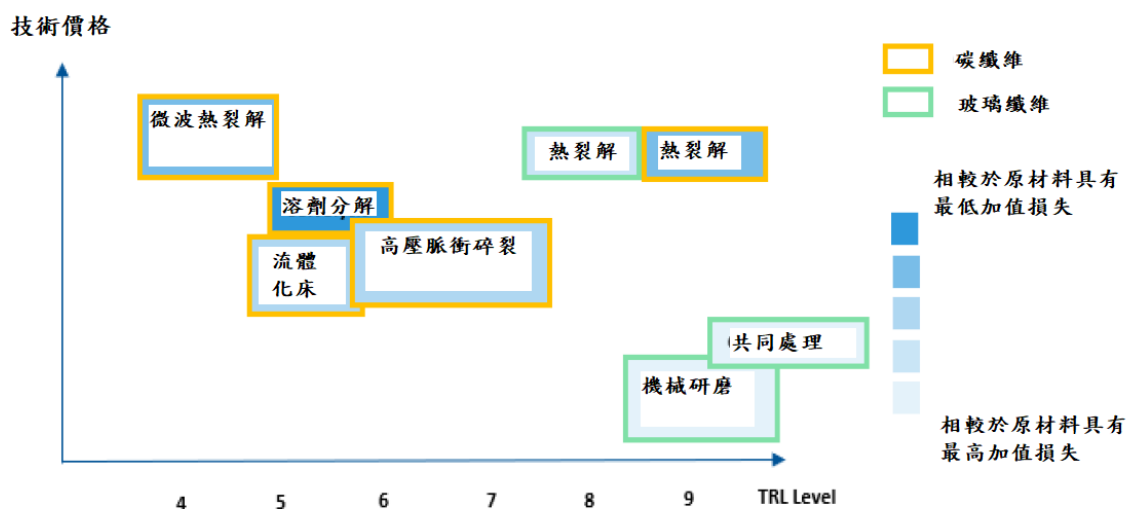 技術價格
碳纖維
玻璃纖維
微波熱裂解
熱裂解
熱裂解
溶劑分解
高壓脈衝碎裂
流體
化床
相較於原材料具有
最低加值損失
共同處理
機械研磨
相較於原材料具有
最高加值損失
4 5 6 7 8 9 TRL Level